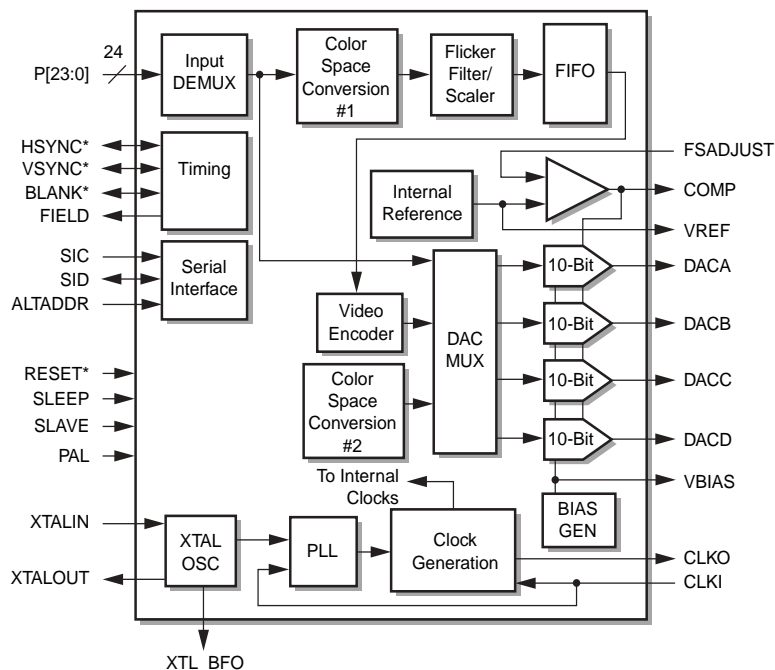 24
P[23:0]
Input
DEMUX
Color
Space
Conversion
#1
Flicker
Filter/
Scaler
FIFO
HSYNC*
VSYNC*
BLANK*
FIELD
Timing
FSADJUST
COMP
VREF
Internal
Reference
SIC
SID
ALTADDR
Serial
Interface
Video
Encoder
DAC
MUX
10-Bit
DACA
10-Bit
DACB
10-Bit
DACC
10-Bit
DACD
Color
Space
Conversion
#2
RESET*
SLEEP
SLAVE
PAL
To Internal
Clocks
VBIAS
BIAS
GEN
XTALIN
XTALOUT
XTAL
OSC
PLL
Clock
Generation
CLKO
CLKI
XTL_BFO